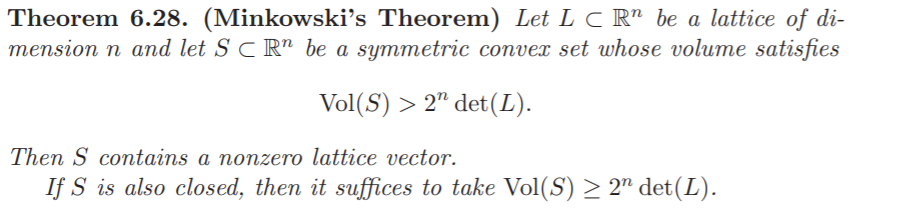 Theorem 6.28. (Minkowski's Theorem) Let L ⊂ ℝⁿ be a lattice of di-
mension n and let S ⊂ ℝⁿ be a symmetric convex set whose volume satisfies
Vol(S) > 2ⁿ det(L).
Then S contains a nonzero lattice vector.
If S is also closed, then it suffices to take Vol(S) ≥ 2ⁿ det(L).